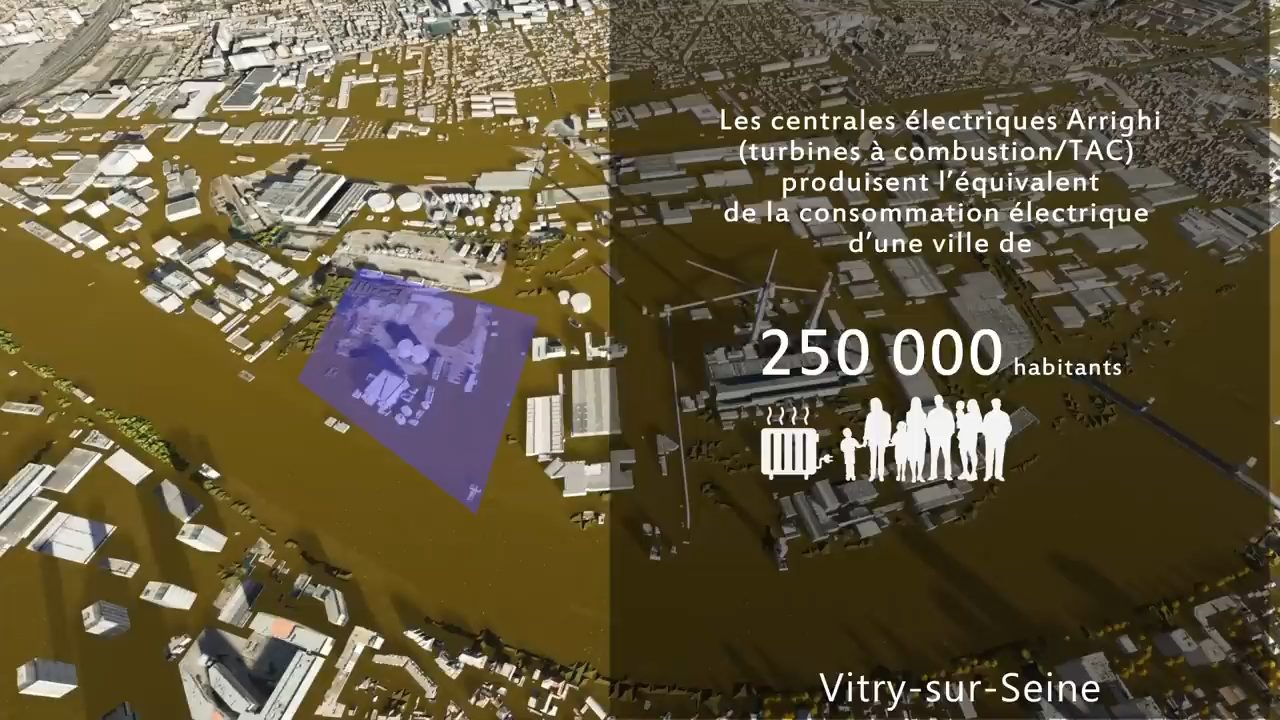 Les centrales électriques Arrighi
(turbines à combustion/TAC)
produisent l'équivalent
de la consommation électrique
d'une ville de
250 000 habitants
Vitry-sur-Seine